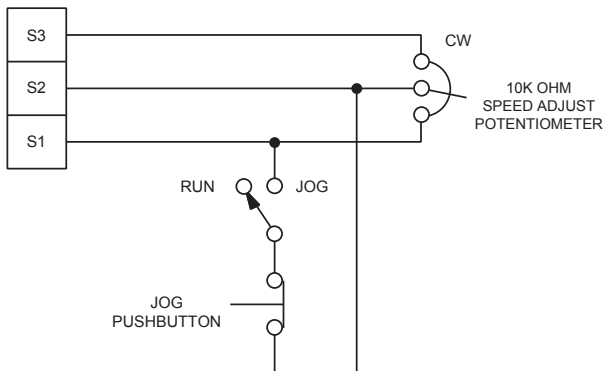 S3
CW
S2
10K OHM
SPEED ADJUST
POTENTIOMETER
S1
RUN
JOG
JOG
PUSHBUTTON